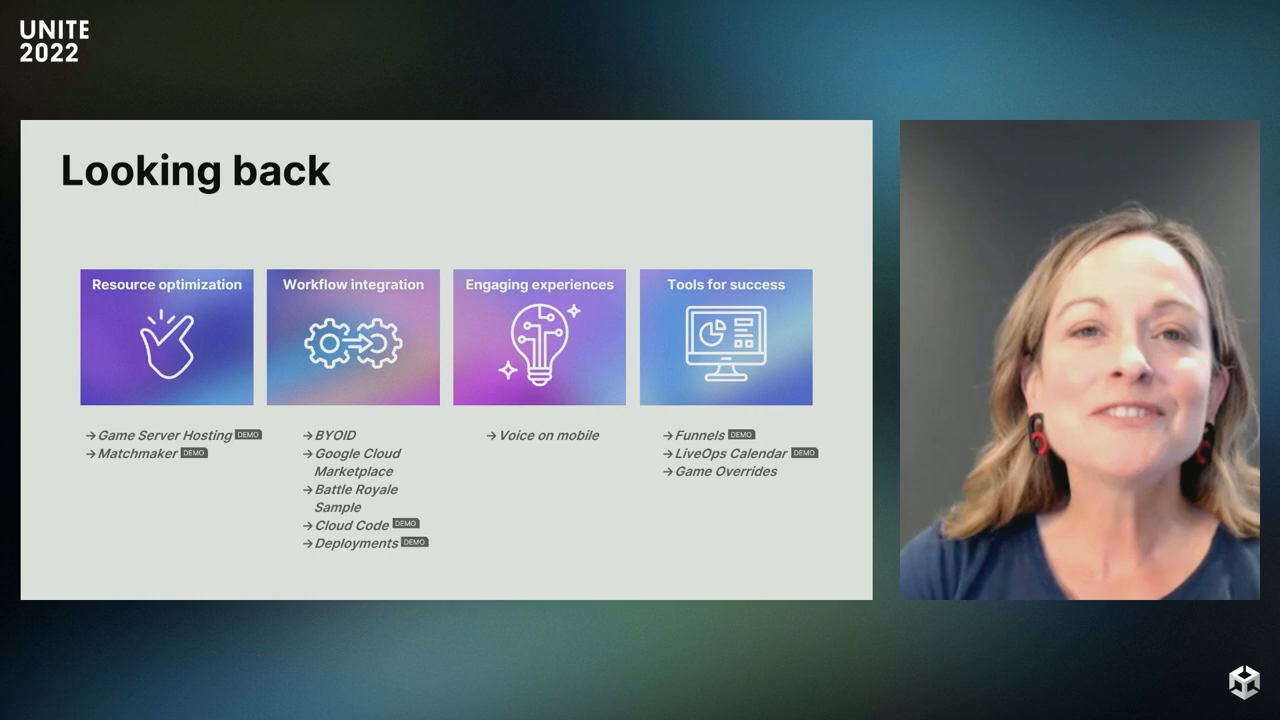 UNITE
2022
Looking back
Resource optimization
Workflow integration
Engaging experiences
Tools for success
→ Game Server Hosting DEMO
→ Matchmaker DEMO
→ BYOID
→ Google Cloud
Marketplace
→ Battle Royale
Sample
→ Cloud Code DEMO
→ Deployments DEMO
→ Voice on mobile
→ Funnels DEMO
→ LiveOps Calendar DEMO
→ Game Overrides